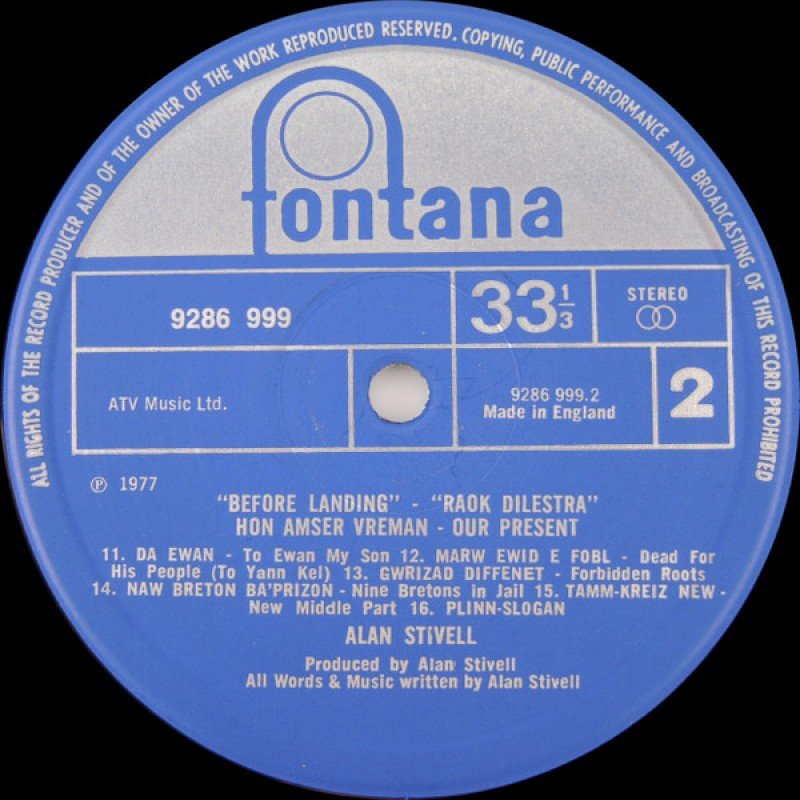 ALL RIGHTS OF THE RECORD PRODUCER AND OF THE OWNER OF THE WORK REPRODUCED RESERVED. COPYING, PUBLIC PERFORMANCE AND BROADCASTING OF THIS RECORD PROHIBITED
fontana
9286 999
33 1/3
STEREO
ATV Music Ltd.
9286 999.2
Made in England
2
℗ 1977
"BEFORE LANDING" - "RAOK DILESTRA"
HON AMSER VREMAN - OUR PRESENT
11. DA EWAN - To Ewan My Son 12. MARW EWID E FOBL - Dead For
His People (To Yann Kel) 13. GWRIZAD DIFFENET - Forbidden Roots
14. NAW BRETON BA'PRIZON - Nine Bretons in Jail 15. TAMM-KREIZ NEW -
New Middle Part 16. PLINN-SLOGAN
ALAN STiVELL
Produced by Alan Stivell
All Words & Music written by Alan Stivell